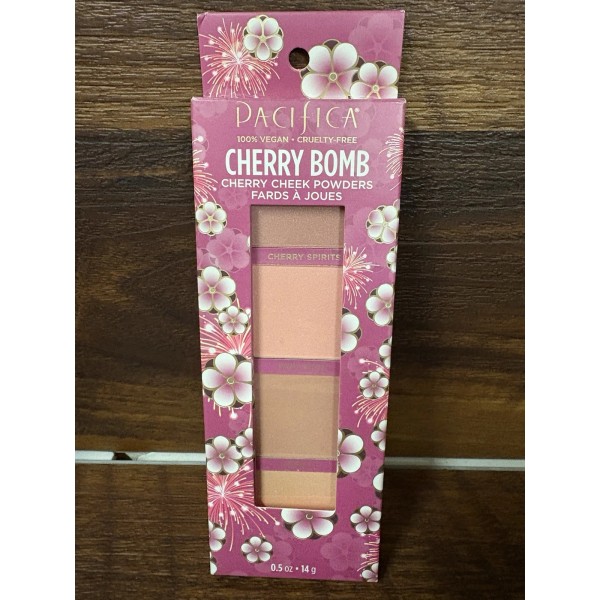 PACIFICA®
100% VEGAN • CRUELTY-FREE
CHERRY BOMB
CHERRY CHEEK POWDERS
FARDS À JOUES
CHERRY SPIRITS
0.5 oz • 14 g